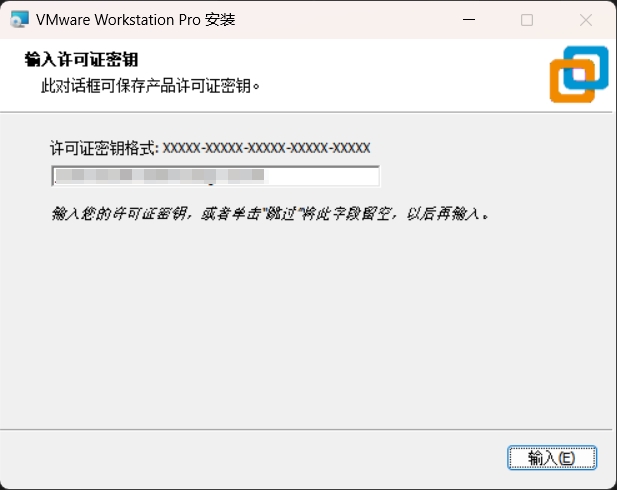 VMware Workstation Pro 安装
输入许可证密钥
此对话框可保存产品许可证密钥。
许可证密钥格式: XXXXX-XXXXX-XXXXX-XXXXX-XXXXX
输入您的许可证密钥，或者单击"跳过"将此字段留空，以后再输入。
输入(E)